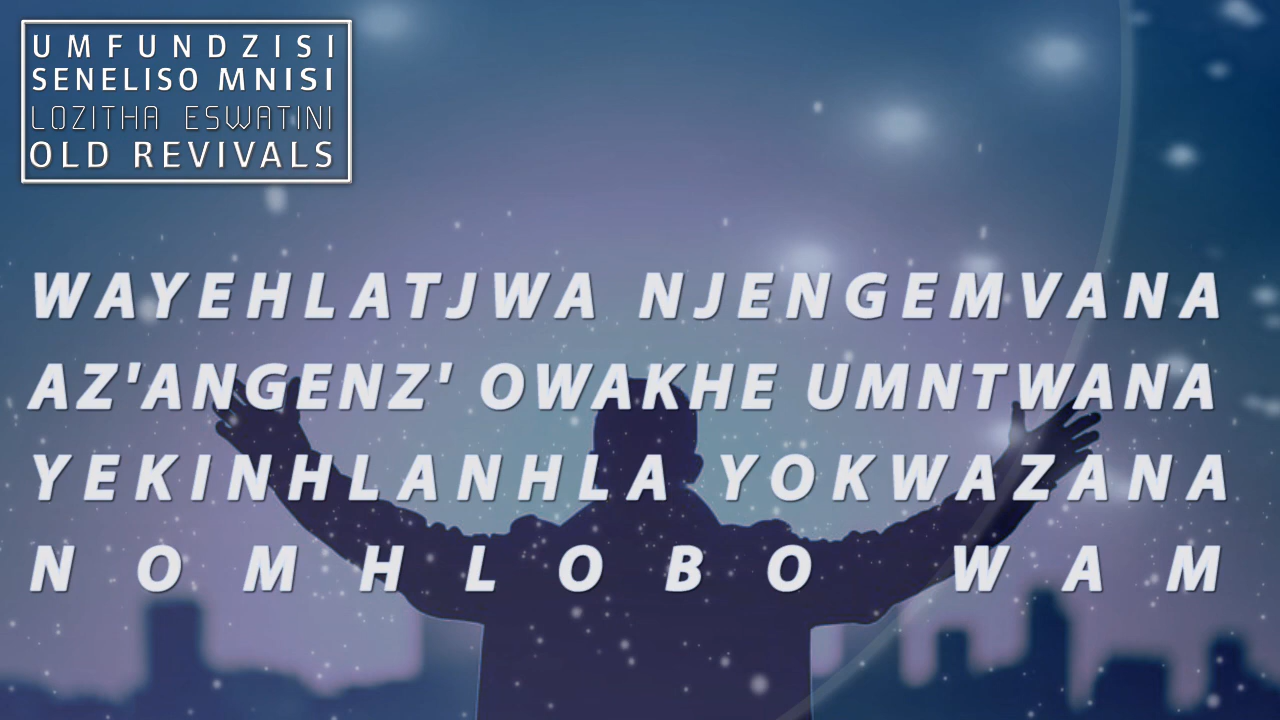 UMFUNDZISI
SENELISO MNISI
LOZITHA ESWATINI
OLD REVIVALS
WAYEHLATJWA NJENGEMVANA
AZ'ANGENZ' OWAKHE UMNTWANA
YEKINHLANHLA YOKWAZANA
NOMHLOBO WAM